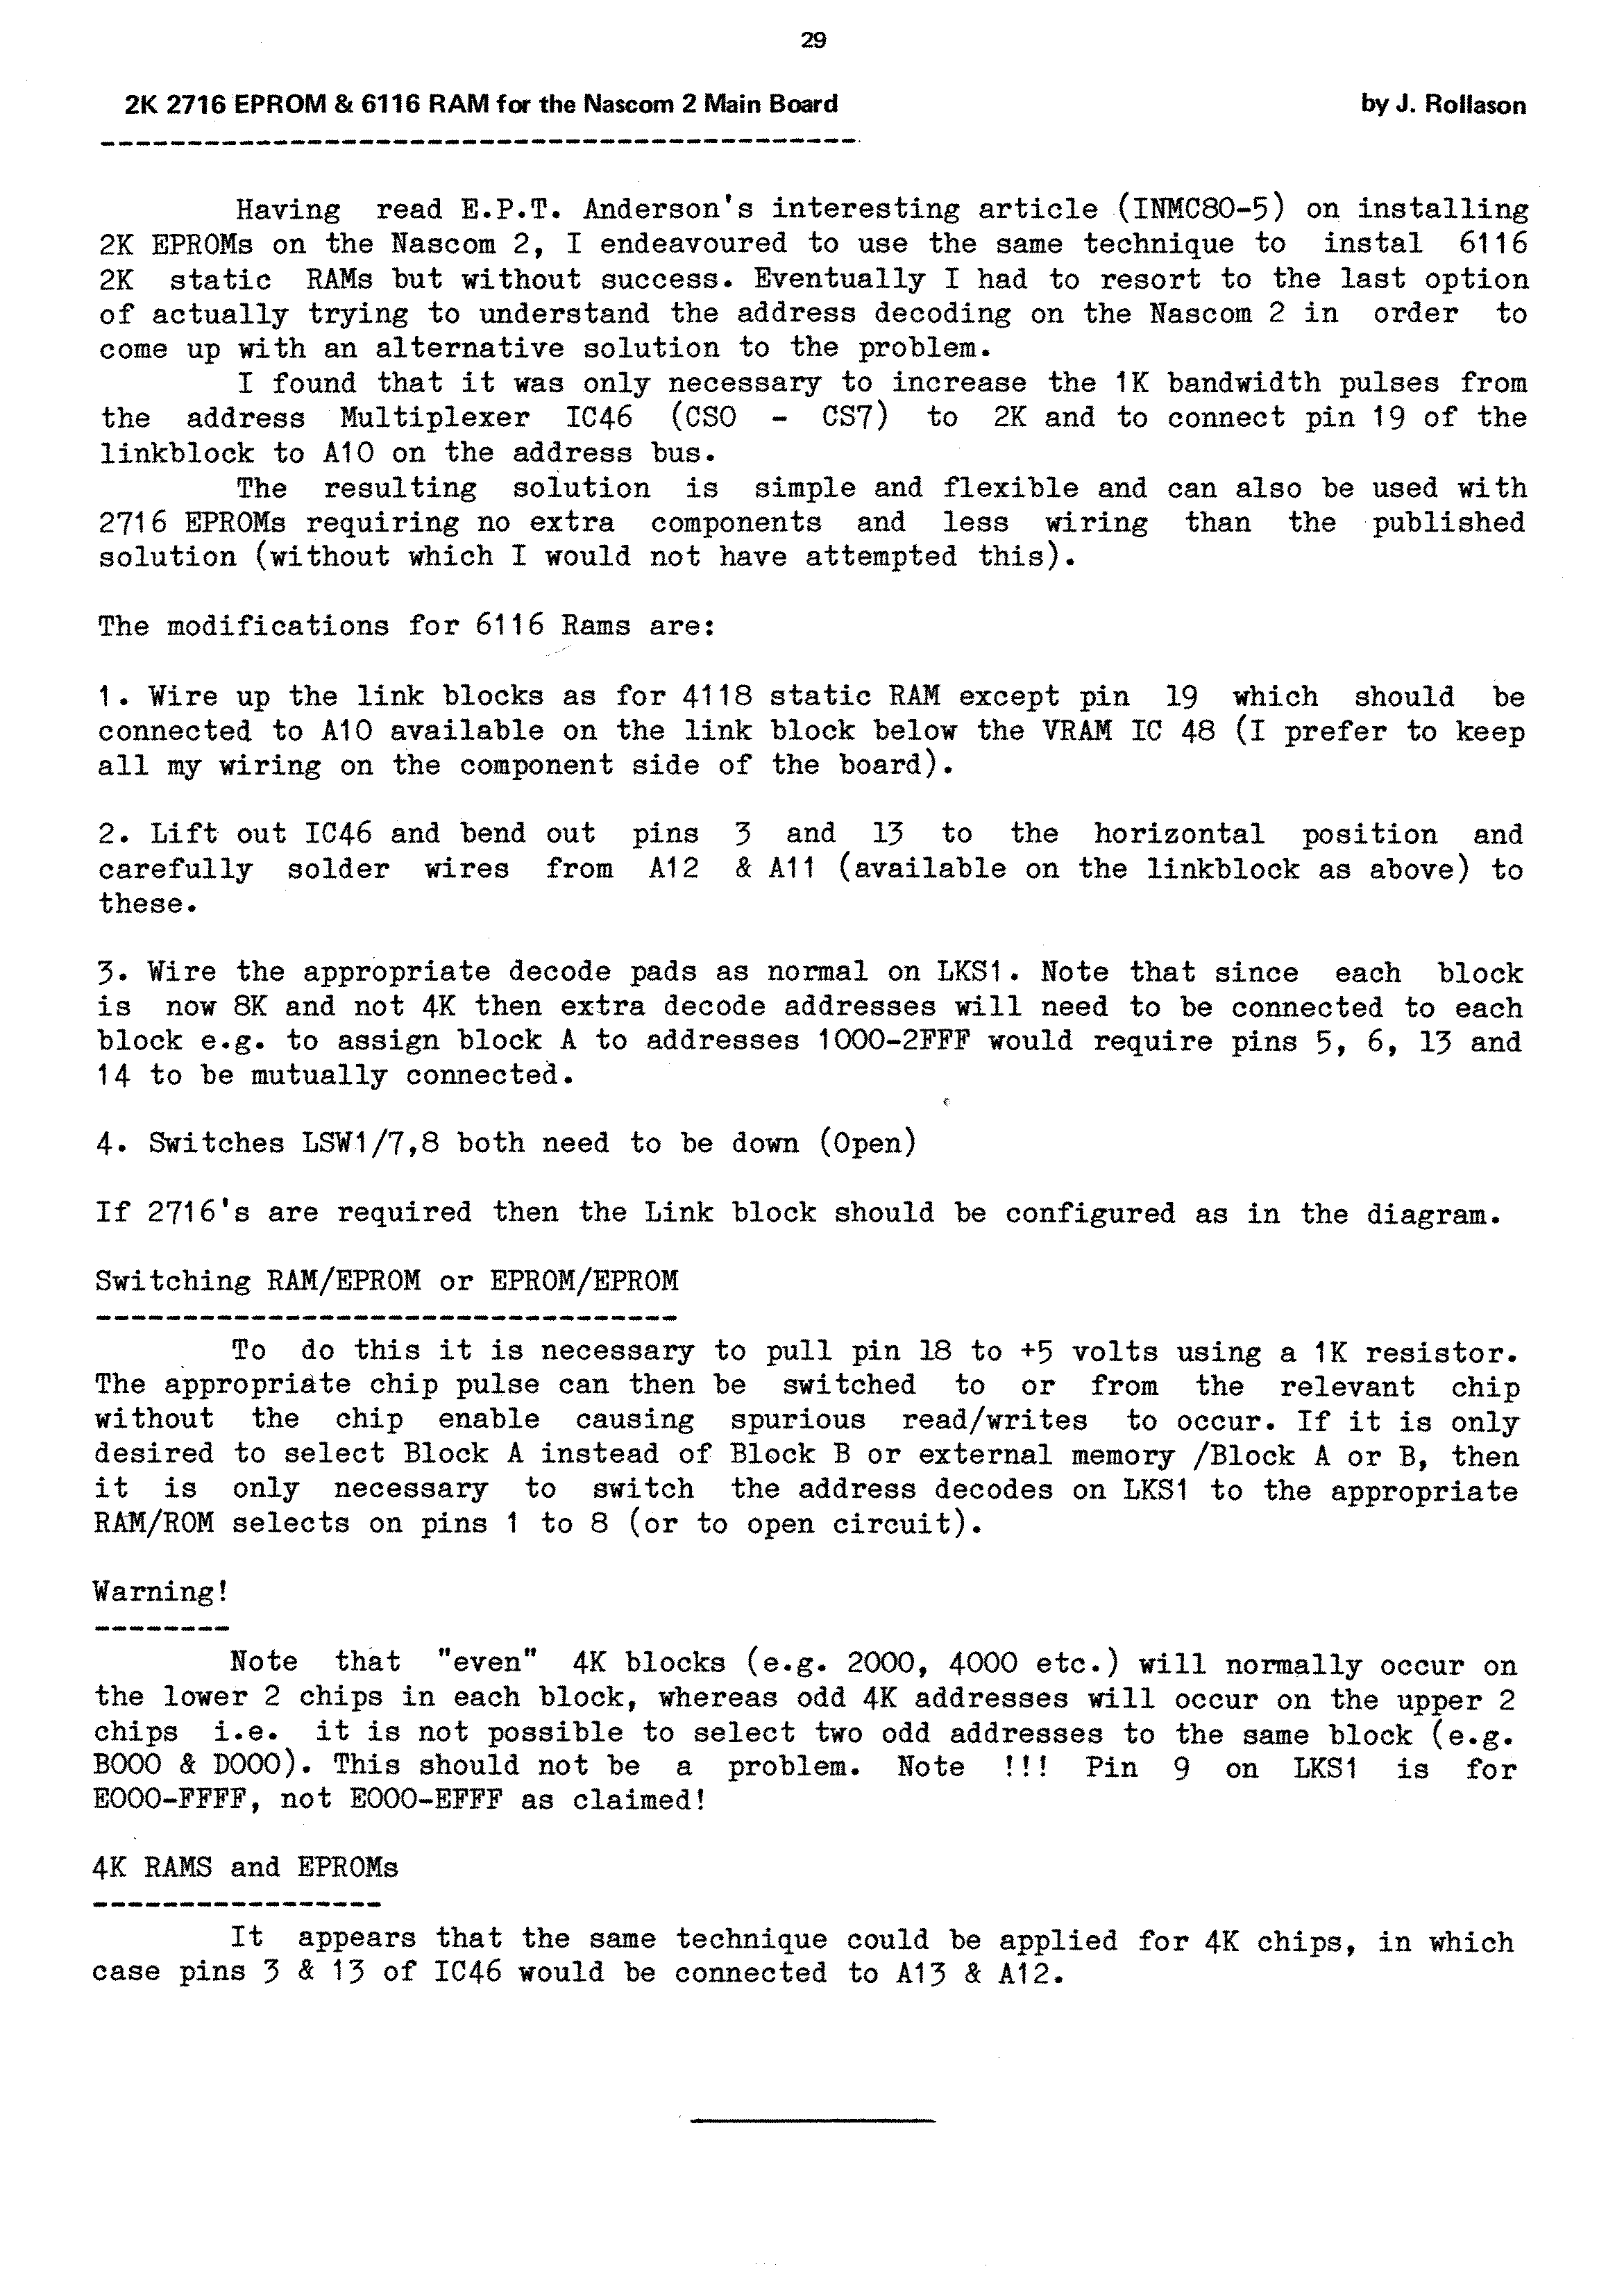 29
2K 2716 EPROM & 6116 RAM for the Nascom 2 Main Board by J. Rollason
Having read E.P.T. Anderson's interesting article (INMC80-5) on installing
2K EPROMs on the Nascom 2, I endeavoured to use the same technique to instal 6116
2K static RAMs but without success. Eventually I had to resort to the last option
of actually trying to understand the address decoding on the Nascom 2 in order to
come up with an alternative solution to the problem.
I found that it was only necessary to increase the 1K bandwidth pulses from
the address Multiplexer IC46 (CS0 - CS7) to 2K and to connect pin 19 of the
linkblock to A10 on the address bus.
The resulting solution is simple and flexible and can also be used with
2716 EPROMs requiring no extra components and less wiring than the published
solution (without which I would not have attempted this).
The modifications for 6116 Rams are:
1. Wire up the link blocks as for 4118 static RAM except pin 19 which should be
connected to A10 available on the link block below the VRAM IC 48 (I prefer to keep
all my wiring on the component side of the board).
2. Lift out IC46 and bend out pins 3 and 13 to the horizontal position and
carefully solder wires from A12 & A11 (available on the linkblock as above) to
these.
3. Wire the appropriate decode pads as normal on LKS1. Note that since each block
is now 8K and not 4K then extra decode addresses will need to be connected to each
block e.g. to assign block A to addresses 1000-2FFF would require pins 5, 6, 13 and
14 to be mutually connected.
4. Switches LSW1/7,8 both need to be down (Open)
If 2716's are required then the Link block should be configured as in the diagram.
Switching RAM/EPROM or EPROM/EPROM
To do this it is necessary to pull pin 18 to +5 volts using a 1K resistor.
The appropriate chip pulse can then be switched to or from the relevant chip
without the chip enable causing spurious read/writes to occur. If it is only
desired to select Block A instead of Block B or external memory /Block A or B, then
it is only necessary to switch the address decodes on LKS1 to the appropriate
RAM/ROM selects on pins 1 to 8 (or to open circuit).
Warning!
Note that "even" 4K blocks (e.g. 2000, 4000 etc.) will normally occur on
the lower 2 chips in each block, whereas odd 4K addresses will occur on the upper 2
chips i.e. it is not possible to select two odd addresses to the same block (e.g.
B000 & D000). This should not be a problem. Note !!! Pin 9 on LKS1 is for
E000-FFFF, not E000-EFFF as claimed!
4K RAMS and EPROMs
It appears that the same technique could be applied for 4K chips, in which
case pins 3 & 13 of IC46 would be connected to A13 & A12.